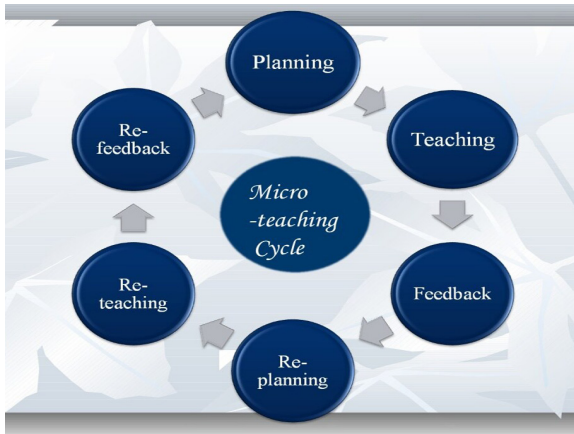 Planning
Teaching
Feedback
Re-
planning
Re-
teaching
Re-
feedback
Micro
-teaching
Cycle